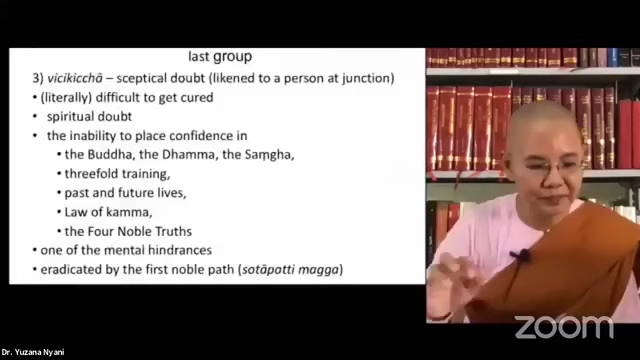 last group
3) vicikicchā – sceptical doubt (likened to a person at junction)
• (literally) difficult to get cured
• spiritual doubt
• the inability to place confidence in
• the Buddha, the Dhamma, the Saṃgha,
• threefold training,
• past and future lives,
• Law of kamma,
• the Four Noble Truths
• one of the mental hindrances
• eradicated by the first noble path (sotāpatti magga)
zoom
Dr. Yuzana Nyani